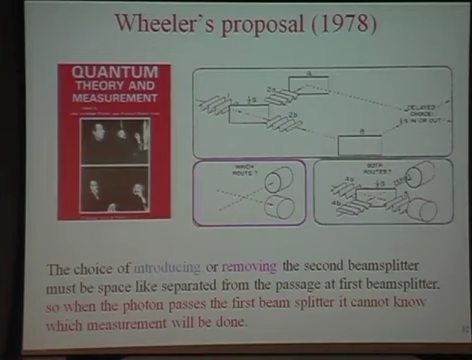 Wheeler's proposal (1978)
QUANTUM
THEORY AND
MEASUREMENT
DELAYED
CHOICE:
½S IN OR OUT?
WHICH
ROUTE?
BOTH
ROUTES?
The choice of introducing or removing the second beamsplitter
must be space like separated from the passage at first beamsplitter,
so when the photon passes the first beam splitter it cannot know
which measurement will be done.